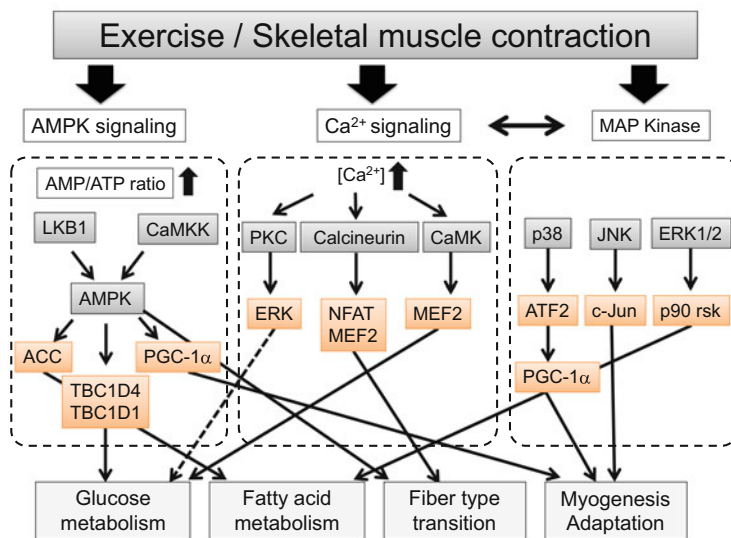 Exercise / Skeletal muscle contraction
AMPK signaling
Ca²⁺ signaling
MAP Kinase
AMP/ATP ratio
LKB1
CaMKK
AMPK
ACC
PGC-1α
TBC1D4
TBC1D1
[Ca²⁺]
PKC
Calcineurin
CaMK
ERK
NFAT
MEF2
MEF2
p38
JNK
ERK1/2
ATF2
c-Jun
p90 rsk
PGC-1α
Glucose
metabolism
Fatty acid
metabolism
Fiber type
transition
Myogenesis
Adaptation